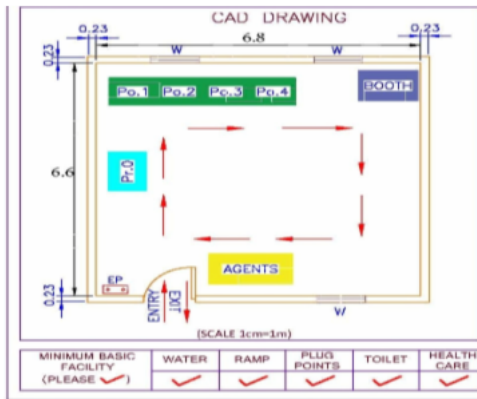 CAD DRAWING
0.23 6.8 0.23
0.23 W W
Po.1 Po.2 Po.3 Po.4 BOOTH
6.6 Pr.0
AGENTS
EP
0.23 ENTRY EXIT W
(SCALE 1cm=1m)
MINIMUM BASIC FACILITY (PLEASE ✓) WATER RAMP PLUG POINTS TOILET HEALTH CARE
✓ ✓ ✓ ✓ ✓